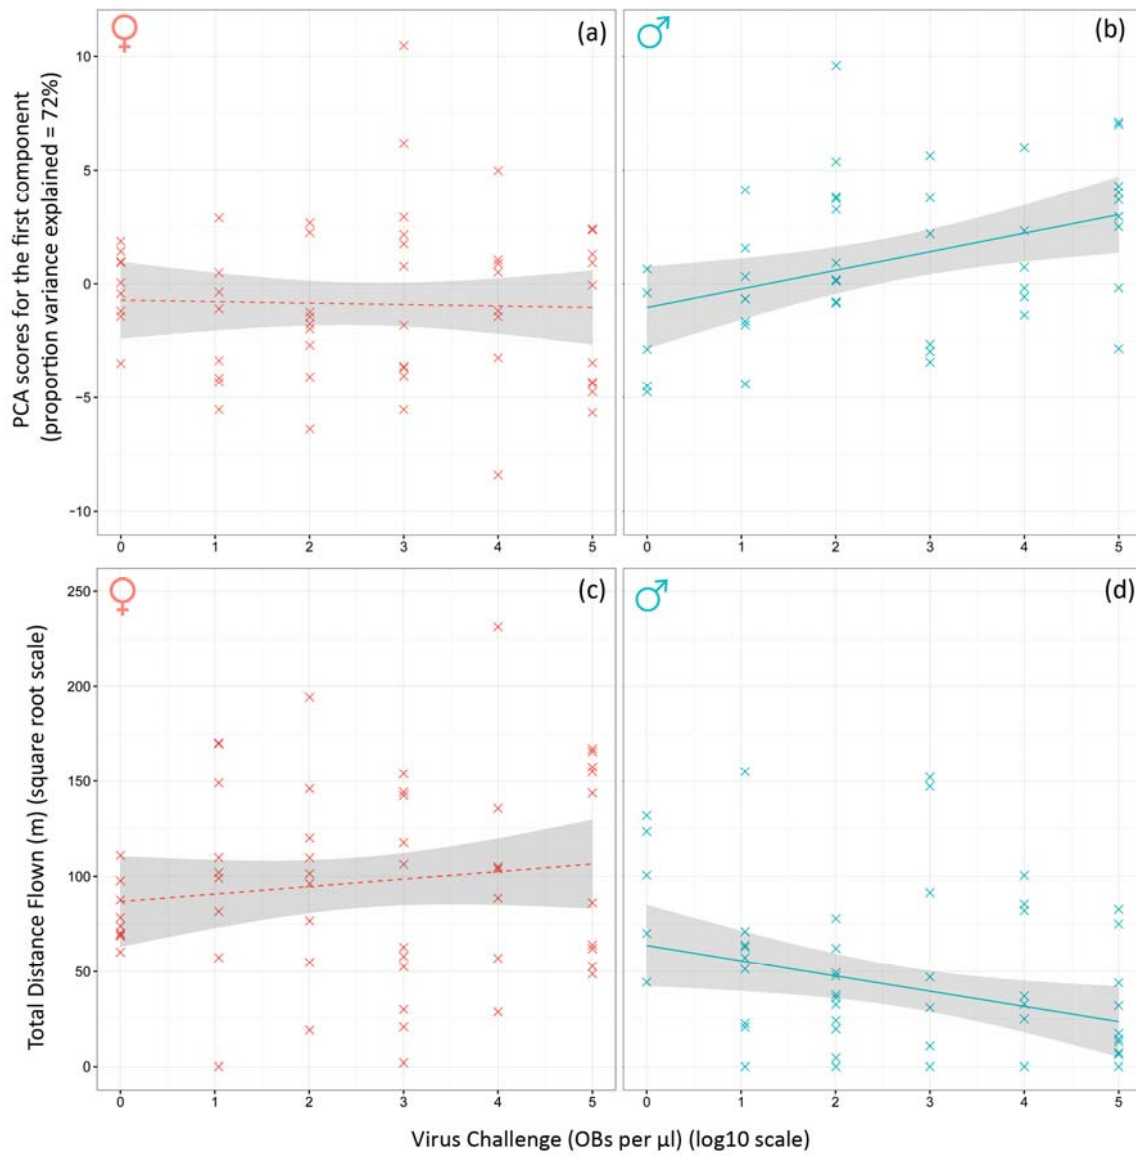 ♀ (a) ♂ (b)
PCA scores for the first component
(proportion variance explained = 72%)
10
5
0
−5
−10
0 1 2 3 4 5 0 1 2 3 4 5
♀ (c) ♂ (d)
Total Distance Flown (m) (square root scale)
250
200
150
100
50
0
0 1 2 3 4 5 0 1 2 3 4 5
Virus Challenge (OBs per µl) (log10 scale)